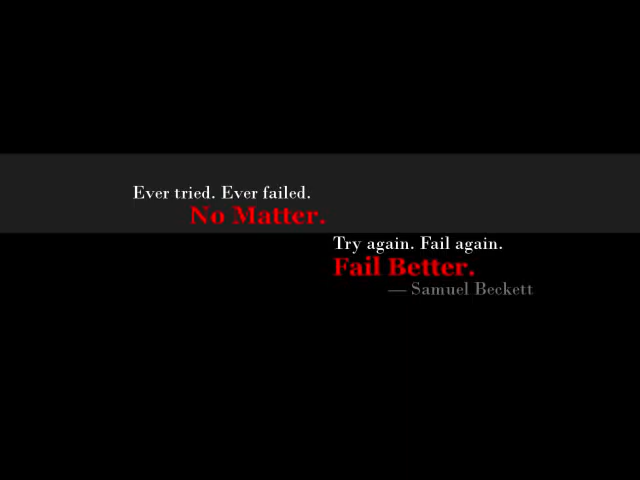 Ever tried. Ever failed.
No Matter.
Try again. Fail again.
Fail Better.
— Samuel Beckett